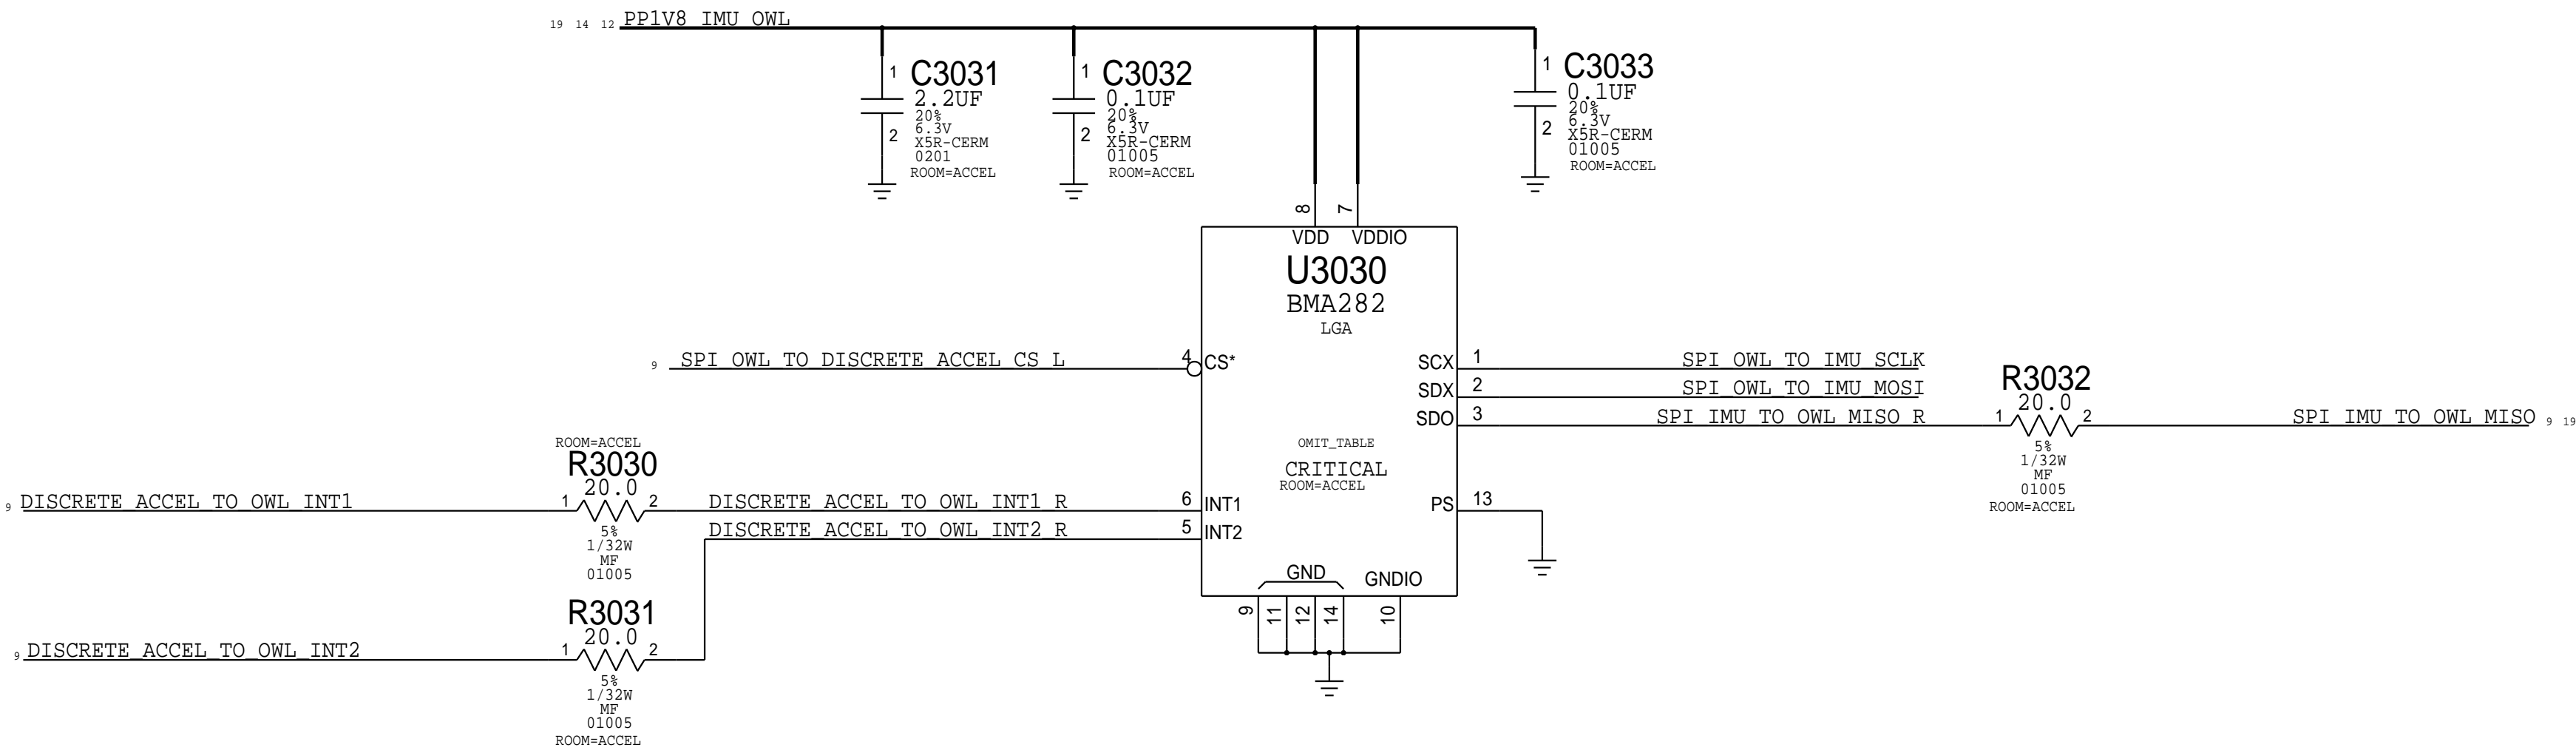 19 14 12 PP1V8_IMU_OWL
1 C3031
2.2UF
20%
6.3V
2 X5R-CERM
0201
ROOM=ACCEL
1 C3032
0.1UF
20%
6.3V
2 X5R-CERM
01005
ROOM=ACCEL
1 C3033
0.1UF
20%
6.3V
2 X5R-CERM
01005
ROOM=ACCEL
8 7
VDD VDDIO
U3030
BMA282
LGA
9 SPI_OWL_TO_DISCRETE_ACCEL_CS_L 4 CS*
SCX 1 SPI_OWL_TO_IMU_SCLK
SDX 2 SPI_OWL_TO_IMU_MOSI
SDO 3 SPI_IMU_TO_OWL_MISO_R
R3032
20.0
1 2 SPI_IMU_TO_OWL_MISO 9 19
5%
1/32W
MF
01005
ROOM=ACCEL
OMIT_TABLE
CRITICAL
ROOM=ACCEL
ROOM=ACCEL
R3030
20.0
9 DISCRETE_ACCEL_TO_OWL_INT1 1 2 DISCRETE_ACCEL_TO_OWL_INT1_R 6 INT1
5%
1/32W
MF
01005
DISCRETE_ACCEL_TO_OWL_INT2_R 5 INT2
PS 13
GND GNDIO
9 11 12 14 10
R3031
20.0
9 DISCRETE_ACCEL_TO_OWL_INT2 1 2
5%
1/32W
MF
01005
ROOM=ACCEL